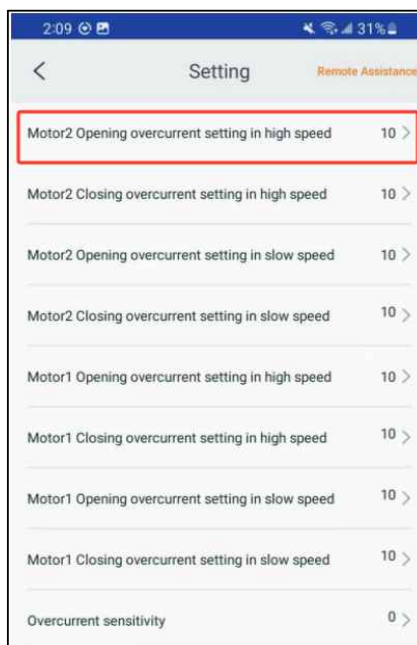 2:09 31%
Setting Remote Assistance
Motor2 Opening overcurrent setting in high speed 10
Motor2 Closing overcurrent setting in high speed 10
Motor2 Opening overcurrent setting in slow speed 10
Motor2 Closing overcurrent setting in slow speed 10
Motor1 Opening overcurrent setting in high speed 10
Motor1 Closing overcurrent setting in high speed 10
Motor1 Opening overcurrent setting in slow speed 10
Motor1 Closing overcurrent setting in slow speed 10
Overcurrent sensitivity 0